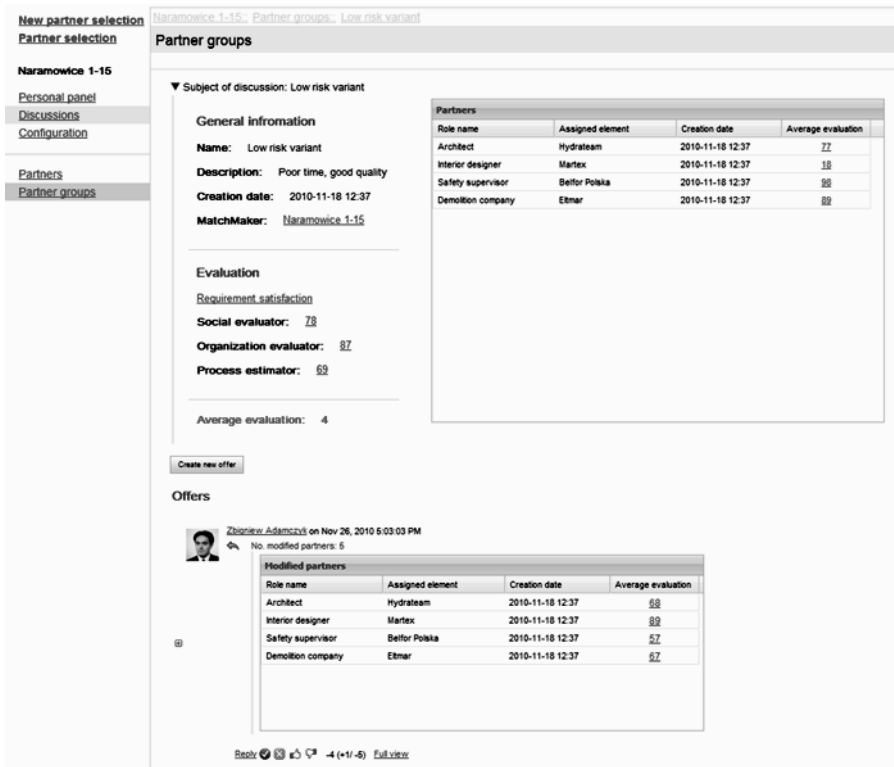 New partner selection
Partner selection
Naramowice 1-15
Personal panel
Discussions
Configuration
Partners
Partner groups
Naramowice 1-15:: Partner groups:: Low risk variant
Partner groups
▼ Subject of discussion: Low risk variant
General infromation
Name: Low risk variant
Description: Poor time, good quality
Creation date: 2010-11-18 12:37
MatchMaker: Naramowice 1-15
Evaluation
Requirement satisfaction
Social evaluator: 78
Organization evaluator: 87
Process estimator: 69
Average evaluation: 4
Partners
Role name Assigned element Creation date Average evaluation
Architect Hydrateam 2010-11-18 12:37 77
Interior designer Martex 2010-11-18 12:37 18
Safety supervisor Belfor Polska 2010-11-18 12:37 98
Demolition company Eltmar 2010-11-18 12:37 89
Create new offer
Offers
Zbigniew Adamczyk on Nov 26, 2010 5:03:03 PM
No. modified partners: 5
Modified partners
Role name Assigned element Creation date Average evaluation
Architect Hydrateam 2010-11-18 12:37 68
Interior designer Martex 2010-11-18 12:37 89
Safety supervisor Belfor Polska 2010-11-18 12:37 57
Demolition company Eltmar 2010-11-18 12:37 67
Reply -4 (+1/ -5) Full view